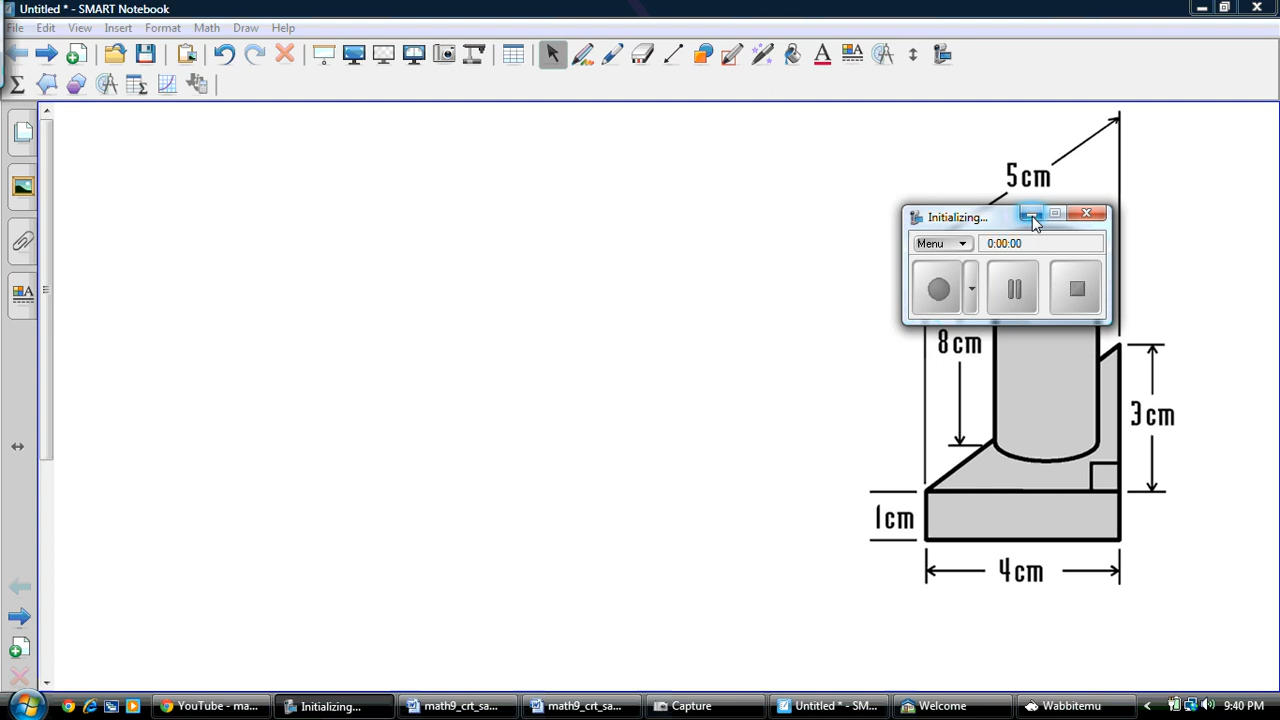 Untitled * - SMART Notebook
File Edit View Insert Format Math Draw Help
5cm
Initializing...
Menu 0:00:00
8cm
3cm
1cm
4cm
YouTube - ma... Initializing... math9_crt_sa... math9_crt_sa... Capture Untitled * - SM... Welcome Wabbitemu 9:40 PM